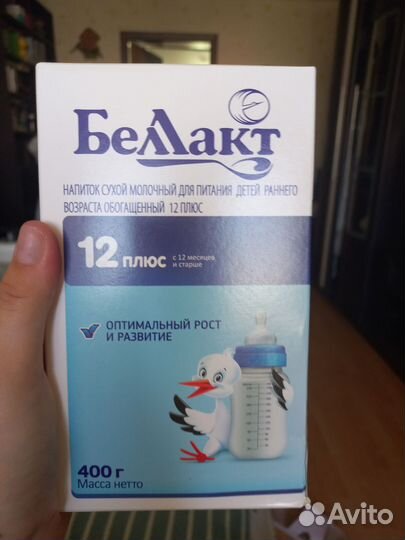 Беллакт
НАПИТОК СУХОЙ МОЛОЧНЫЙ ДЛЯ ПИТАНИЯ ДЕТЕЙ РАННЕГО
ВОЗРАСТА ОБОГАЩЕННЫЙ 12 ПЛЮС
12 плюс
с 12 месяцев
и старше
ОПТИМАЛЬНЫЙ РОСТ
И РАЗВИТИЕ
400 г
Масса нетто
Avito